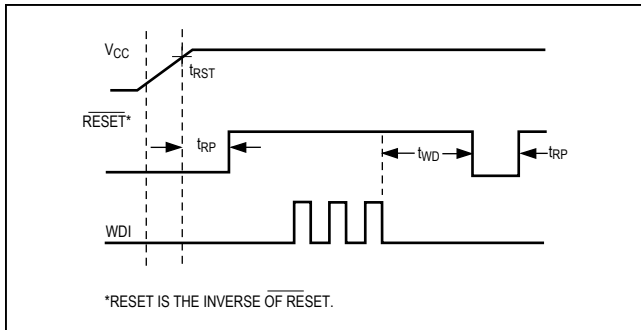 VCC
tRST
RESET*
tRP
tWD
tRP
WDI
*RESET IS THE INVERSE OF RESET.